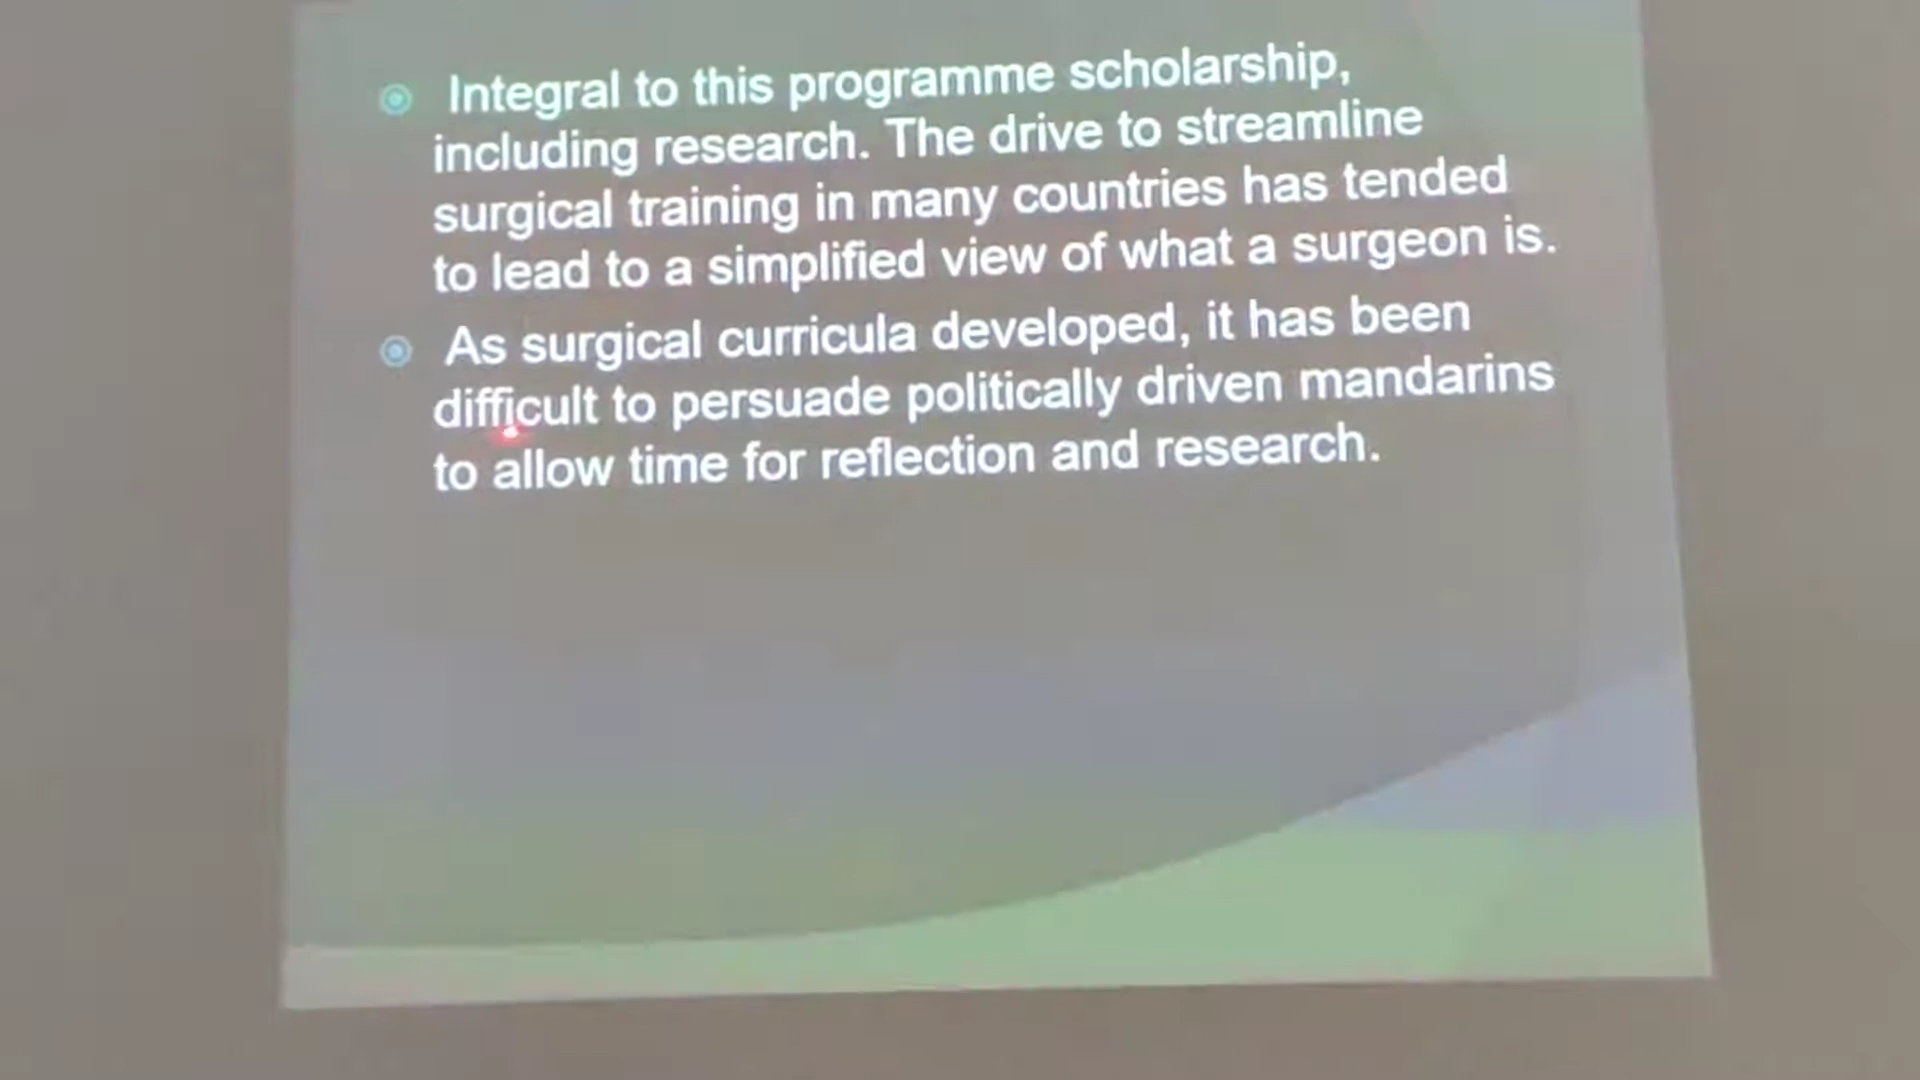 Integral to this programme scholarship,
including research. The drive to streamline
surgical training in many countries has tended
to lead to a simplified view of what a surgeon is.
As surgical curricula developed, it has been
difficult to persuade politically driven mandarins
to allow time for reflection and research.